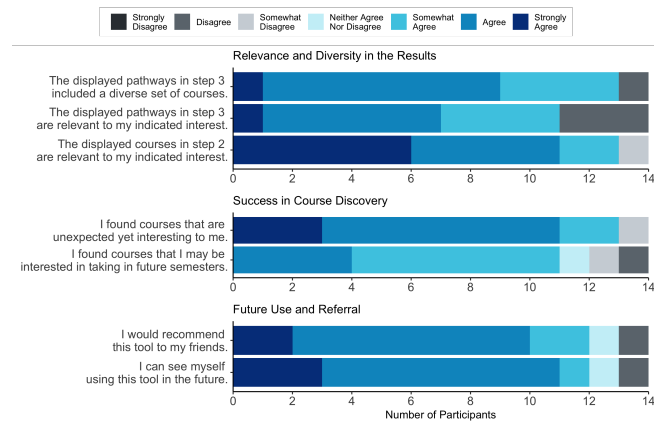 Strongly Disagree
Disagree
Somewhat Disagree
Neither Agree Nor Disagree
Somewhat Agree
Agree
Strongly Agree
Relevance and Diversity in the Results
The displayed pathways in step 3
included a diverse set of courses.
The displayed pathways in step 3
are relevant to my indicated interest.
The displayed courses in step 2
are relevant to my indicated interest.
0 2 4 6 8 10 12 14
Success in Course Discovery
I found courses that are
unexpected yet interesting to me.
I found courses that I may be
interested in taking in future semesters.
0 2 4 6 8 10 12 14
Future Use and Referral
I would recommend
this tool to my friends.
I can see myself
using this tool in the future.
0 2 4 6 8 10 12 14
Number of Participants